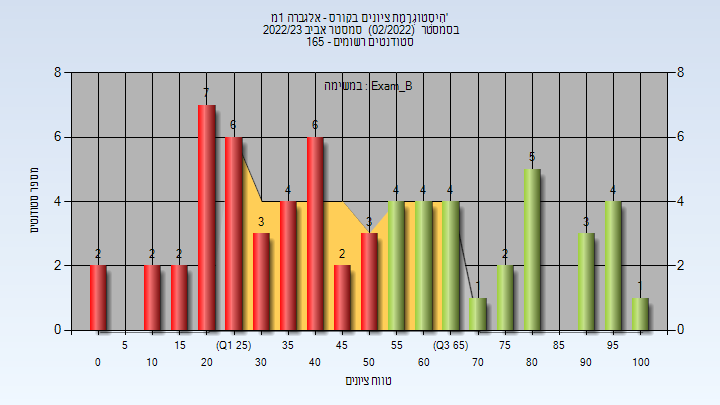 היסטוגרמת ציונים בקורס - אלגברה 1מ'
בסמסטר (02/2022) סמסטר אביב 2022/23
סטודנטים רשומים - 165
במשימה : Exam_B
8 8
6 6
4 4
2 2
0 0
2 2 2 7 6 3 4 6 2 3 4 4 4 1 2 5 3 4 1
מספר סטודנטים
5 15 (Q1 25) 35 45 55 (Q3 65) 75 85 95
0 10 20 30 40 50 60 70 80 90 100
טווח ציונים